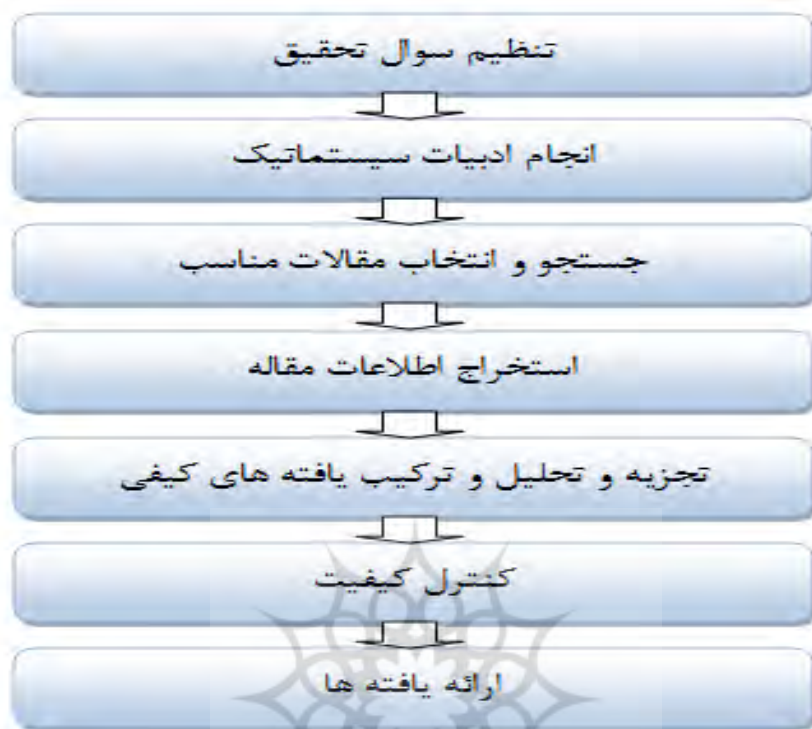 تنظیم سوال تحقیق
انجام ادبیات سیستماتیک
جستجو و انتخاب مقالات مناسب
استخراج اطلاعات مقاله
تجزیه و تحلیل و ترکیب یافته های کیفی
کنترل کیفیت
ارائه یافته ها